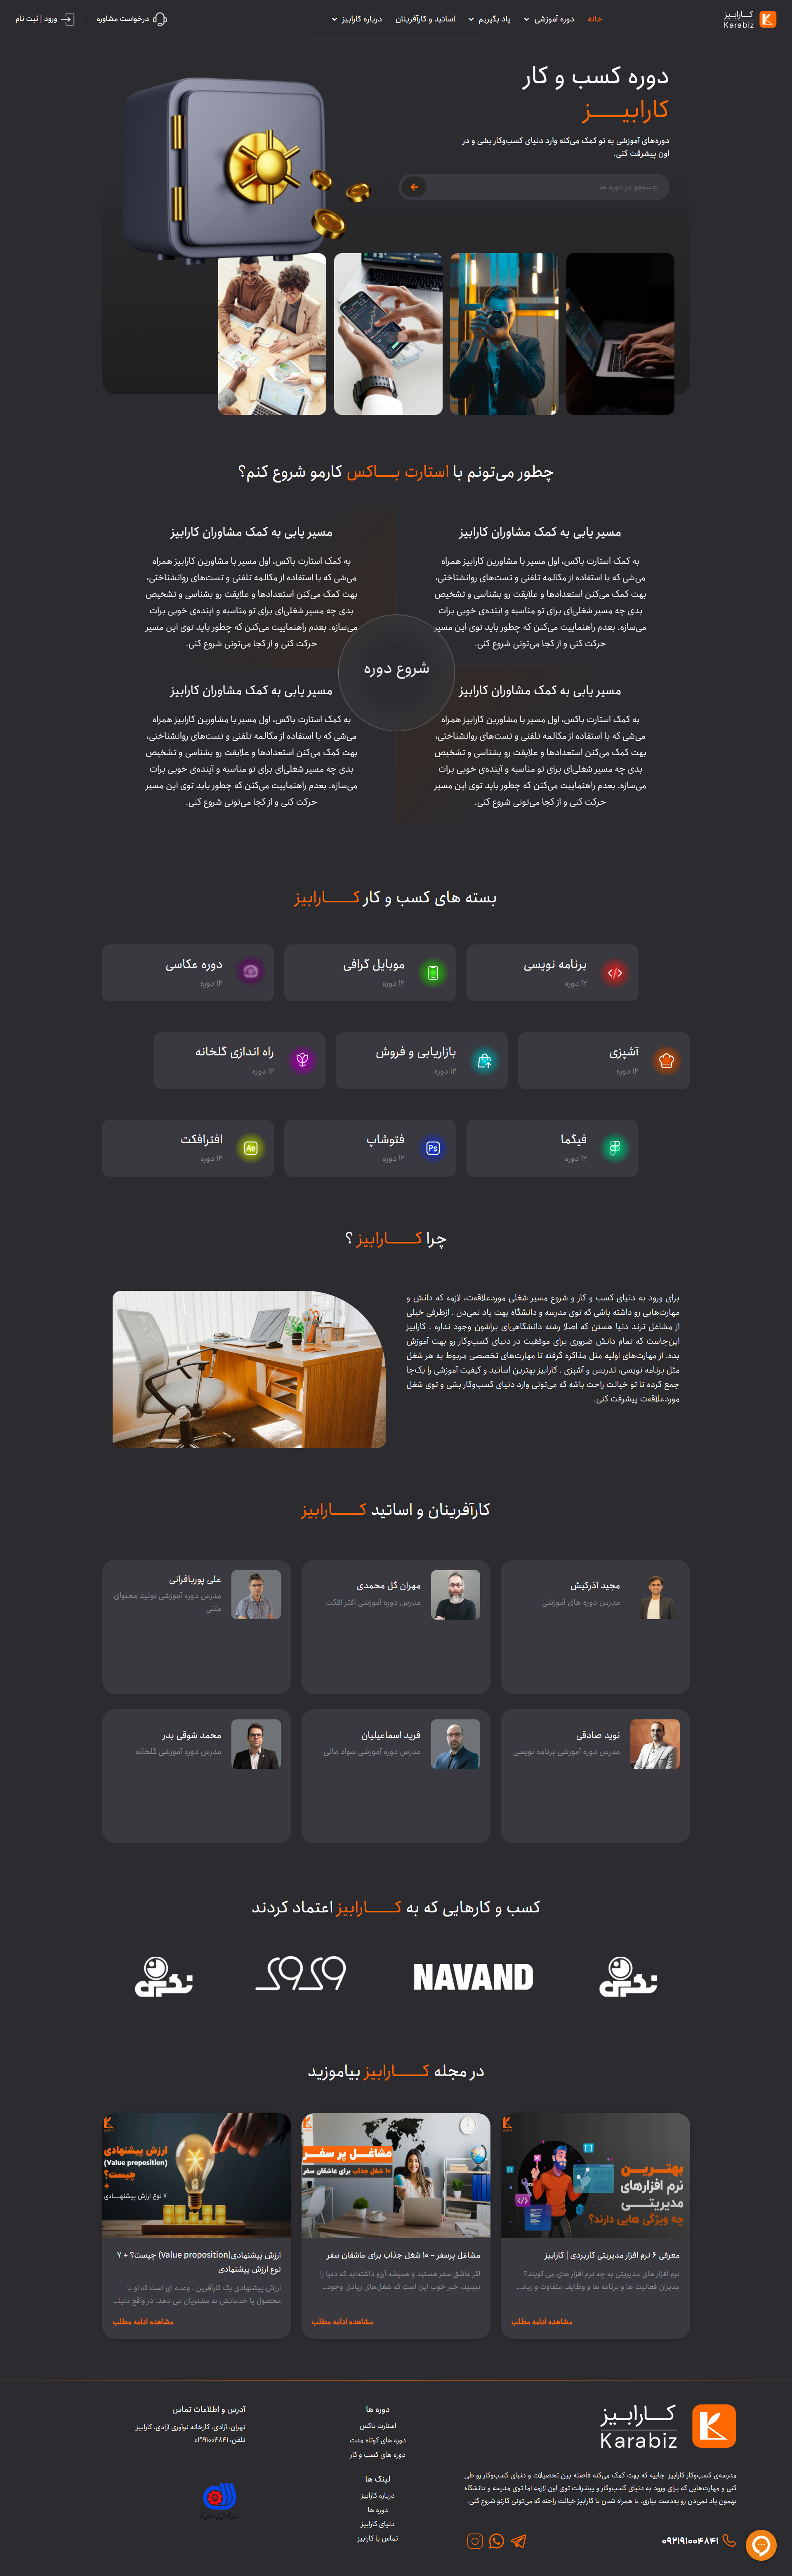 کـــارابـیـز
Karabiz
خانه
دوره آموزشی
یاد بگیریم
اساتید و کارآفرینان
درباره کارابیز
درخواست مشاوره
ورود | ثبت نام
دوره کسب و کار
کارابیـــــز
دوره‌های آموزشی به تو کمک می‌کنه وارد دنیای کسب‌وکار بشی و در
اون پیشرفت کنی.
جستجو در دوره ها
چطور می‌تونم با استارت بـــاکس کارمو شروع کنم؟
مسیر یابی به کمک مشاوران کارابیز
به کمک استارت باکس، اول مسیر با مشاورین کارابیز همراه
می‌شی که با استفاده از مکالمه تلفنی و تست‌های روانشناختی،
بهت کمک می‌کنن استعدادها و علایقت رو بشناسی و تشخیص
بدی چه مسیر شغلی‌ای برای تو مناسبه و آینده‌ی خوبی برات
می‌سازه. بعدم راهنماییت می‌کنن که چطور باید توی این مسیر
حرکت کنی و از کجا می‌تونی شروع کنی.
مسیر یابی به کمک مشاوران کارابیز
به کمک استارت باکس، اول مسیر با مشاورین کارابیز همراه
می‌شی که با استفاده از مکالمه تلفنی و تست‌های روانشناختی،
بهت کمک می‌کنن استعدادها و علایقت رو بشناسی و تشخیص
بدی چه مسیر شغلی‌ای برای تو مناسبه و آینده‌ی خوبی برات
می‌سازه. بعدم راهنماییت می‌کنن که چطور باید توی این مسیر
حرکت کنی و از کجا می‌تونی شروع کنی.
شروع دوره
مسیر یابی به کمک مشاوران کارابیز
به کمک استارت باکس، اول مسیر با مشاورین کارابیز همراه
می‌شی که با استفاده از مکالمه تلفنی و تست‌های روانشناختی،
بهت کمک می‌کنن استعدادها و علایقت رو بشناسی و تشخیص
بدی چه مسیر شغلی‌ای برای تو مناسبه و آینده‌ی خوبی برات
می‌سازه. بعدم راهنماییت می‌کنن که چطور باید توی این مسیر
حرکت کنی و از کجا می‌تونی شروع کنی.
مسیر یابی به کمک مشاوران کارابیز
به کمک استارت باکس، اول مسیر با مشاورین کارابیز همراه
می‌شی که با استفاده از مکالمه تلفنی و تست‌های روانشناختی،
بهت کمک می‌کنن استعدادها و علایقت رو بشناسی و تشخیص
بدی چه مسیر شغلی‌ای برای تو مناسبه و آینده‌ی خوبی برات
می‌سازه. بعدم راهنماییت می‌کنن که چطور باید توی این مسیر
حرکت کنی و از کجا می‌تونی شروع کنی.
بسته های کسب و کار کـــــارابیز
برنامه نویسی
۱۲ دوره
موبایل گرافی
۱۲ دوره
دوره عکاسی
۱۲ دوره
آشپزی
۱۲ دوره
بازاریابی و فروش
۱۲ دوره
راه اندازی گلخانه
۱۲ دوره
فیگما
۱۲ دوره
Ps
فتوشاپ
۱۲ دوره
Ae
افترافکت
۱۲ دوره
چرا کـــــارابیز ؟
برای ورود به دنیای کسب و کار و شروع مسیر شغلی موردعلاقه‌ت، لازمه که دانش و
مهارت‌هایی رو داشته باشی که توی مدرسه و دانشگاه بهت یاد نمی‌دن . ازطرفی خیلی
از مشاغل ترند دنیا هستن که اصلا رشته دانشگاهی‌ای براشون وجود نداره . کارابیز
این‌جاست که تمام دانش ضروری برای موفقیت در دنیای کسب‌وکار رو بهت آموزش
بده. از مهارت‌های اولیه مثل مذاکره گرفته تا مهارت‌های تخصصی مربوط به هر شغل
مثل برنامه نویسی، تدریس و آشپزی . کارابیز بهترین اساتید و کیفیت آموزشی را یک‌جا
جمع کرده تا تو خیالت راحت باشه که می‌تونی وارد دنیای کسب‌وکار بشی و توی شغل
موردعلاقه‌ت پیشرفت کنی.
کارآفرینان و اساتید کـــــارابیز
مجید آذرکیش
مدرس دوره های آموزشی
مهران گل محمدی
مدرس دوره آموزشی افتر افکت
علی پورباقرانی
مدرس دوره آموزشی تولید محتوای
متنی
نوید صادقی
مدرس دوره آموزشی برنامه نویسی
فرید اسماعیلیان
مدرس دوره آموزشی سواد مالی
محمد شوقی بدر
مدرس دوره آموزشی گلخانه
کسب و کارهایی که به کـــــارابیز اعتماد کردند
NAVAND
در مجله کـــــارابیز بیاموزید
بـهـتـریـن
نرم افزارهای
مدیریتـــی
چه ویژگی هایی دارند؟
معرفی ۶ نرم افزار مدیریتی کاربردی | کارابیز
نرم افزار های مدیریتی به چه نرم افزار های می گویند؟
مدیران فعالیت ها و برنامه ها و وظایف متفاوت و زیاد...
مشاهده ادامه مطلب
مشاغـــل پر سفـــر
۱۰ شغل جذاب برای عاشقان سفر
مشاغل پرسفر – ۱۰ شغل جذاب برای عاشقان سفر
اگر عاشق سفر هستید و همیشه آرزو داشته‌اید که دنیا را
ببینید، خبر خوب این است که شغل‌های زیادی وجود...
مشاهده ادامه مطلب
ارزش پیشنهادی
(Value proposition)
چیست؟
+
۷ نوع ارزش پیشنهـــادی
ارزش پیشنهادی(Value proposition) چیست؟ + ۷
نوع ارزش پیشنهادی
ارزش پیشنهادی یک کارآفرین ، وعده ای است که او با
محصول یا خدماتش به مشتریان می دهد. در واقع دلیلـ...
مشاهده ادامه مطلب
کـــارابـیـز
Karabiz
مدرسه‌ی کسب‌وکار کارابیز جاییه که بهت کمک می‌کنه فاصله بین تحصیلات و دنیای کسب‌وکار رو طی
کنی و مهارت‌هایی که برای ورود به دنیای کسب‌وکار و پیشرفت توی اون لازمه اما توی مدرسه و دانشگاه
بهمون یاد نمی‌دن رو به‌دست بیاری. با همراه شدن با کارابیز خیالت راحته که می‌تونی کارتو شروع کنی.
۰۹۲۱۹۱۰۰۴۸۴۱
دوره ها
استارت باکس
دوره های کوتاه مدت
دوره های کسب و کار
لینک ها
درباره کارابیز
دوره ها
دنیای کارابیز
تماس با کارابیز
آدرس و اطلاعات تماس
تهران، آزادی، کارخانه نوآوری آزادی، کارابیز
تلفن: ۰۲۱۹۱۰۰۴۸۴۱